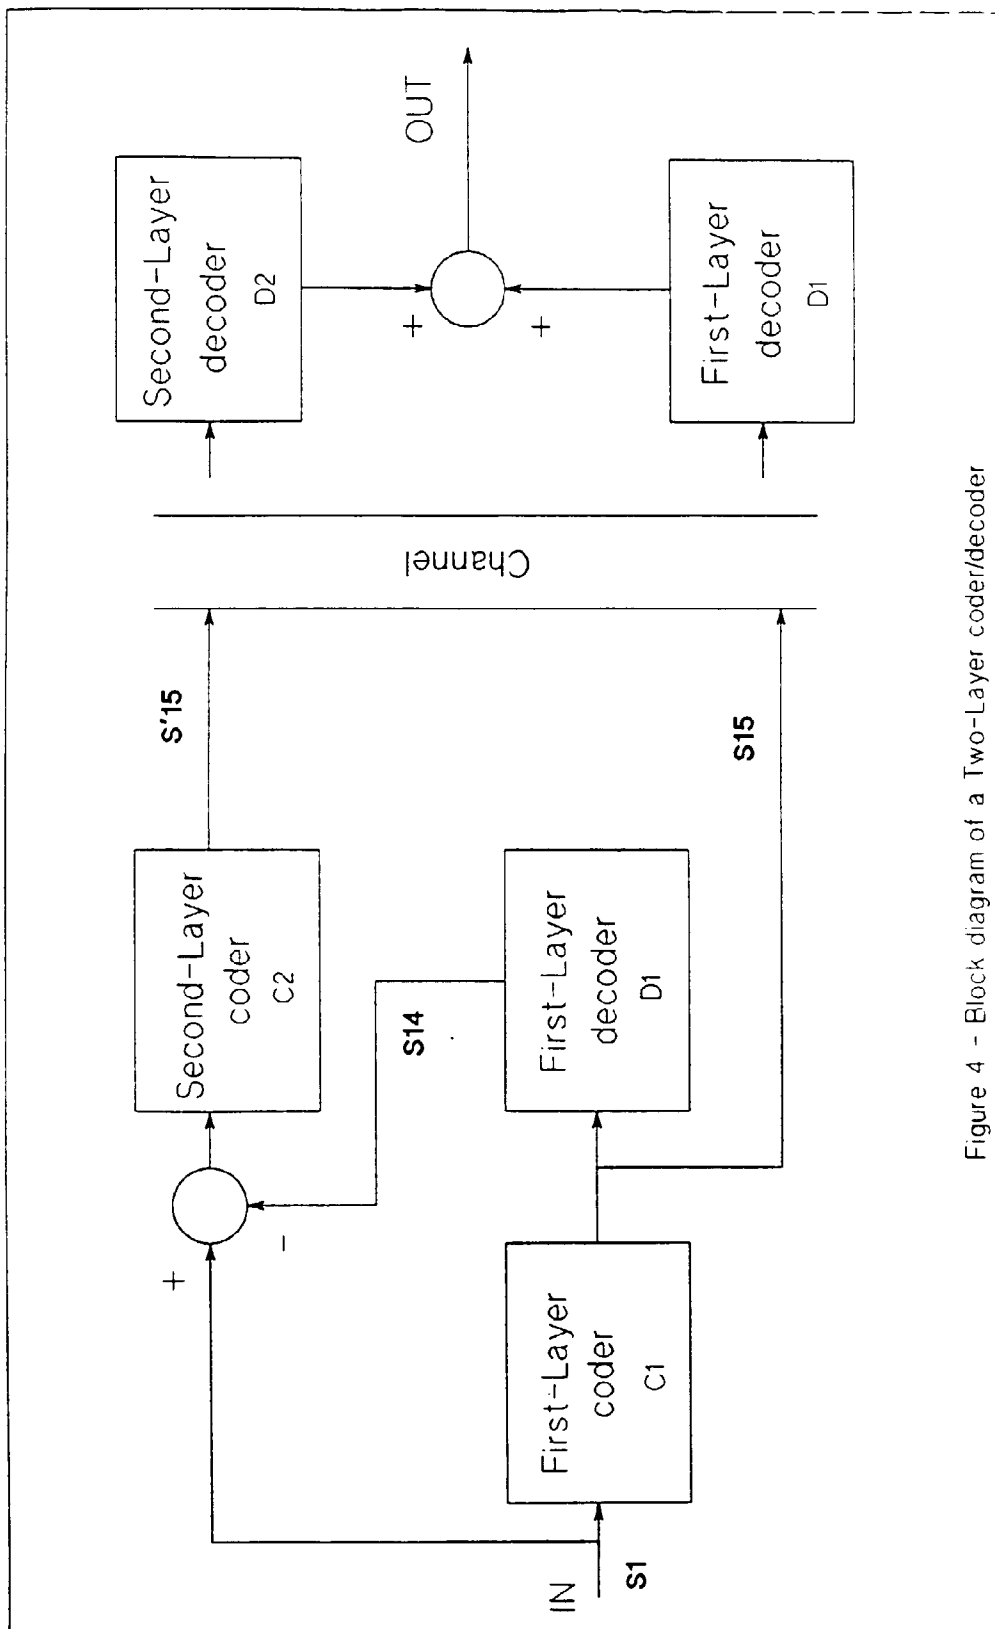 IN
S1
First-Layer
coder
C1
+
-
Second-Layer
coder
C2
First-Layer
decoder
D1
S14
S'15
S15
Channel
Second-Layer
decoder
D2
First-Layer
decoder
D1
+
+
OUT
Figure 4 - Block diagram of a Two-Layer coder/decoder